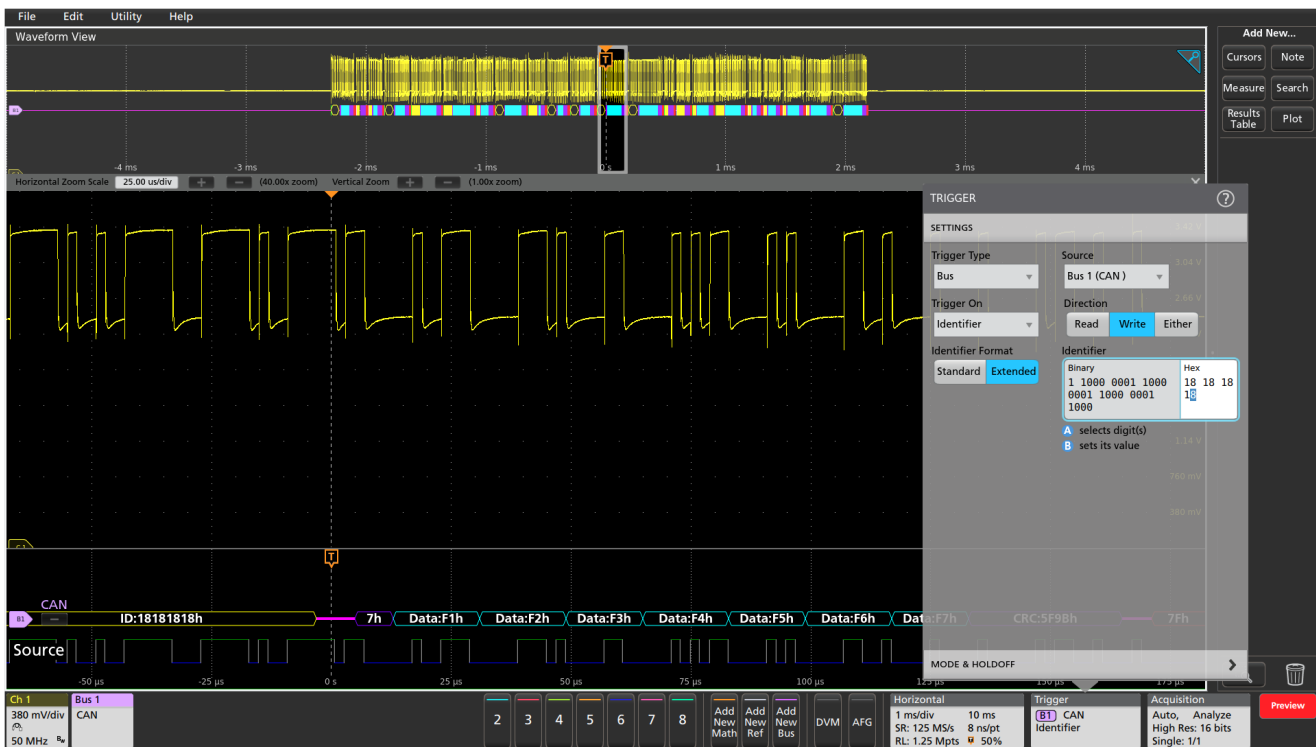 File Edit Utility Help
Waveform View
Add New...
Cursors Note
Measure Search
Results Table Plot
T
B1
-4 ms -3 ms -2 ms -1 ms 0 s 1 ms 2 ms 3 ms 4 ms
Horizontal Zoom Scale 25.00 us/div + − (40.00x zoom) Vertical Zoom + − (1.00x zoom)
TRIGGER ?
SETTINGS
Trigger Type Source
Bus Bus 1 (CAN )
3.04 V
2.66 V
Trigger On Direction
Identifier Read Write Either
Identifier Format Identifier
Standard Extended
Binary Hex
1 1000 0001 1000 18 18 18
0001 1000 0001 18
1000
A selects digit(s)
B sets its value
1.14 V
760 mV
380 mV
T
CAN
B1 − ID:18181818h 7h Data:F1h Data:F2h Data:F3h Data:F4h Data:F5h Data:F6h Data:F7h CRC:5F9Bh 7Fh
Source
MODE & HOLDOFF
-50 µs -25 µs 0 s 25 µs 50 µs 75 µs 100 µs 125 µs 150 µs 175 µs
Ch 1
380 mV/div
50 MHz Bw
Bus 1
CAN
2 3 4 5 6 7 8
Add New Math
Add New Ref
Add New Bus
DVM AFG
Horizontal
1 ms/div 10 ms
SR: 125 MS/s 8 ns/pt
RL: 1.25 Mpts 50%
Trigger
B1 CAN
Identifier
Acquisition
Auto, Analyze
High Res: 16 bits
Single: 1/1
Preview